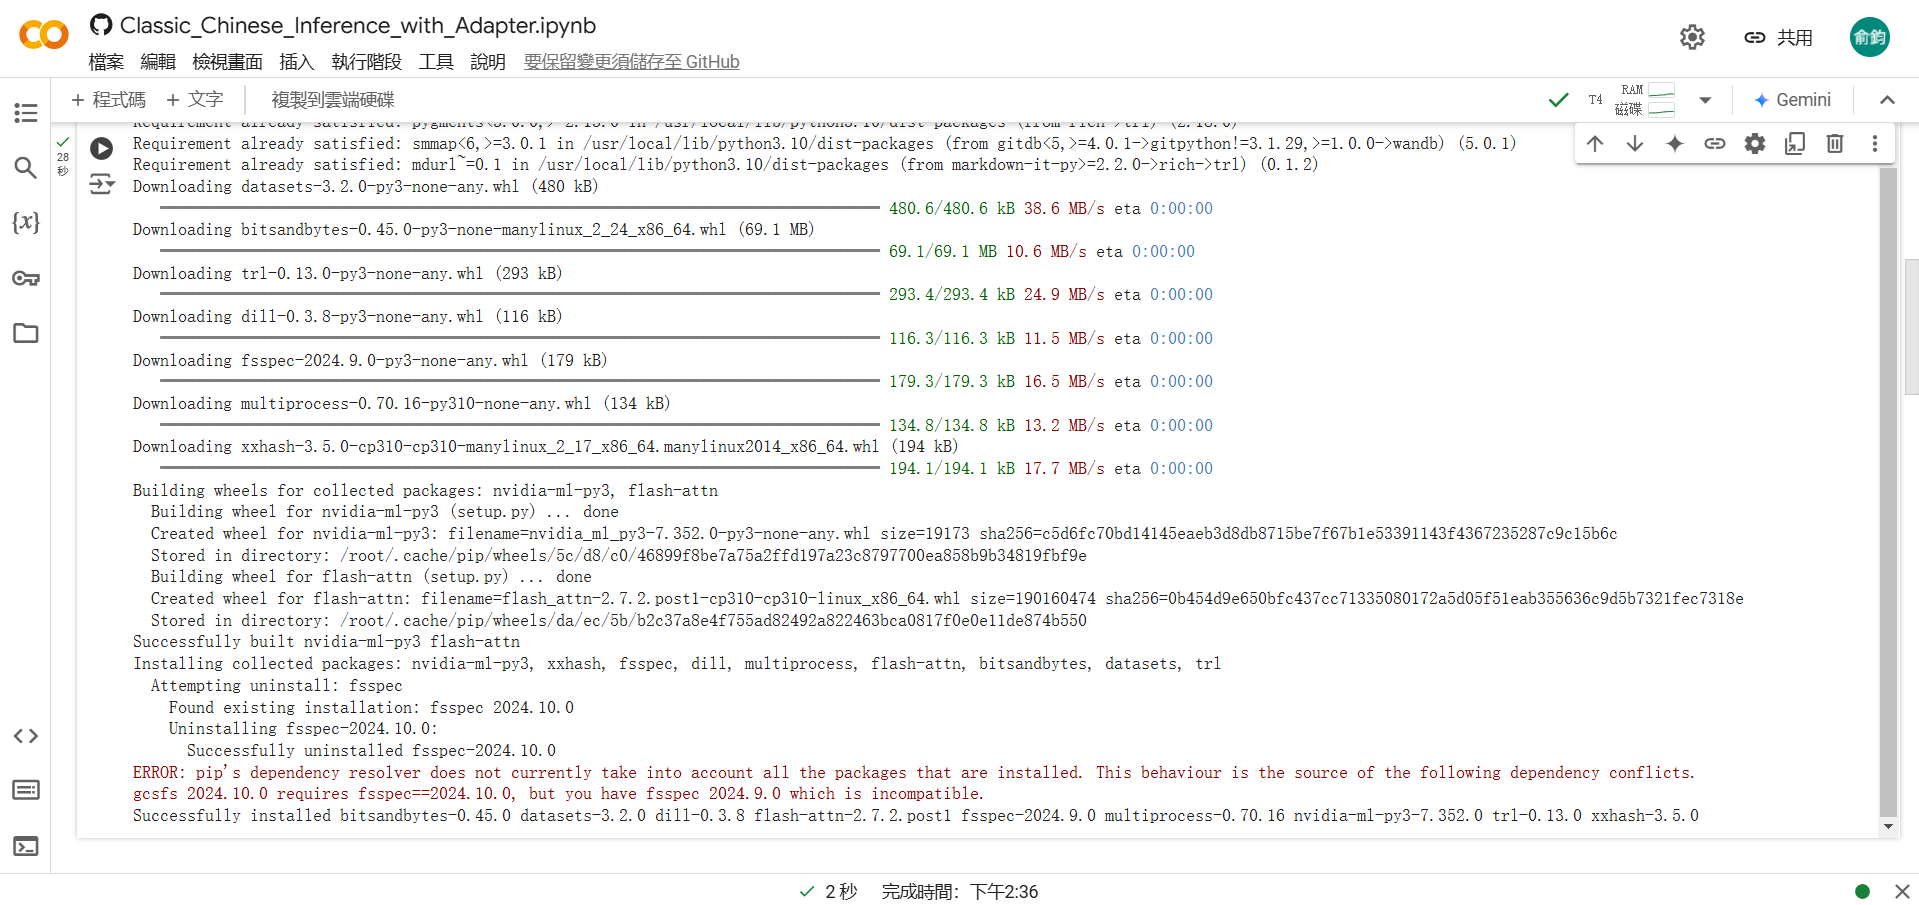 Classic_Chinese_Inference_with_Adapter.ipynb
檔案 編輯 檢視畫面 插入 執行階段 工具 說明 要保留變更須儲存至 GitHub
共用
俞鈞
+ 程式碼 + 文字 複製到雲端硬碟
T4 RAM 磁碟 Gemini
28 秒
Requirement already satisfied: pygments<3.0.0,>=2.13.0 in /usr/local/lib/python3.10/dist-packages (from rich->trl) (2.18.0)
Requirement already satisfied: smmap<6,>=3.0.1 in /usr/local/lib/python3.10/dist-packages (from gitdb<5,>=4.0.1->gitpython!=3.1.29,>=1.0.0->wandb) (5.0.1)
Requirement already satisfied: mdurl~=0.1 in /usr/local/lib/python3.10/dist-packages (from markdown-it-py>=2.2.0->rich->trl) (0.1.2)
Downloading datasets-3.2.0-py3-none-any.whl (480 kB)
480.6/480.6 kB 38.6 MB/s eta 0:00:00
Downloading bitsandbytes-0.45.0-py3-none-manylinux_2_24_x86_64.whl (69.1 MB)
69.1/69.1 MB 10.6 MB/s eta 0:00:00
Downloading trl-0.13.0-py3-none-any.whl (293 kB)
293.4/293.4 kB 24.9 MB/s eta 0:00:00
Downloading dill-0.3.8-py3-none-any.whl (116 kB)
116.3/116.3 kB 11.5 MB/s eta 0:00:00
Downloading fsspec-2024.9.0-py3-none-any.whl (179 kB)
179.3/179.3 kB 16.5 MB/s eta 0:00:00
Downloading multiprocess-0.70.16-py310-none-any.whl (134 kB)
134.8/134.8 kB 13.2 MB/s eta 0:00:00
Downloading xxhash-3.5.0-cp310-cp310-manylinux_2_17_x86_64.manylinux2014_x86_64.whl (194 kB)
194.1/194.1 kB 17.7 MB/s eta 0:00:00
Building wheels for collected packages: nvidia-ml-py3, flash-attn
Building wheel for nvidia-ml-py3 (setup.py) ... done
Created wheel for nvidia-ml-py3: filename=nvidia_ml_py3-7.352.0-py3-none-any.whl size=19173 sha256=c5d6fc70bd14145eaeb3d8db8715be7f67b1e53391143f4367235287c9c15b6c
Stored in directory: /root/.cache/pip/wheels/5c/d8/c0/46899f8be7a75a2ffd197a23c8797700ea858b9b34819fbf9e
Building wheel for flash-attn (setup.py) ... done
Created wheel for flash-attn: filename=flash_attn-2.7.2.post1-cp310-cp310-linux_x86_64.whl size=190160474 sha256=0b454d9e650bfc437cc71335080172a5d05f51eab355636c9d5b7321fec7318e
Stored in directory: /root/.cache/pip/wheels/da/ec/5b/b2c37a8e4f755ad82492a822463bca0817f0e0e11de874b550
Successfully built nvidia-ml-py3 flash-attn
Installing collected packages: nvidia-ml-py3, xxhash, fsspec, dill, multiprocess, flash-attn, bitsandbytes, datasets, trl
Attempting uninstall: fsspec
Found existing installation: fsspec 2024.10.0
Uninstalling fsspec-2024.10.0:
Successfully uninstalled fsspec-2024.10.0
ERROR: pip's dependency resolver does not currently take into account all the packages that are installed. This behaviour is the source of the following dependency conflicts.
gcsfs 2024.10.0 requires fsspec==2024.10.0, but you have fsspec 2024.9.0 which is incompatible.
Successfully installed bitsandbytes-0.45.0 datasets-3.2.0 dill-0.3.8 flash-attn-2.7.2.post1 fsspec-2024.9.0 multiprocess-0.70.16 nvidia-ml-py3-7.352.0 trl-0.13.0 xxhash-3.5.0
2 秒 完成時間：下午2:36